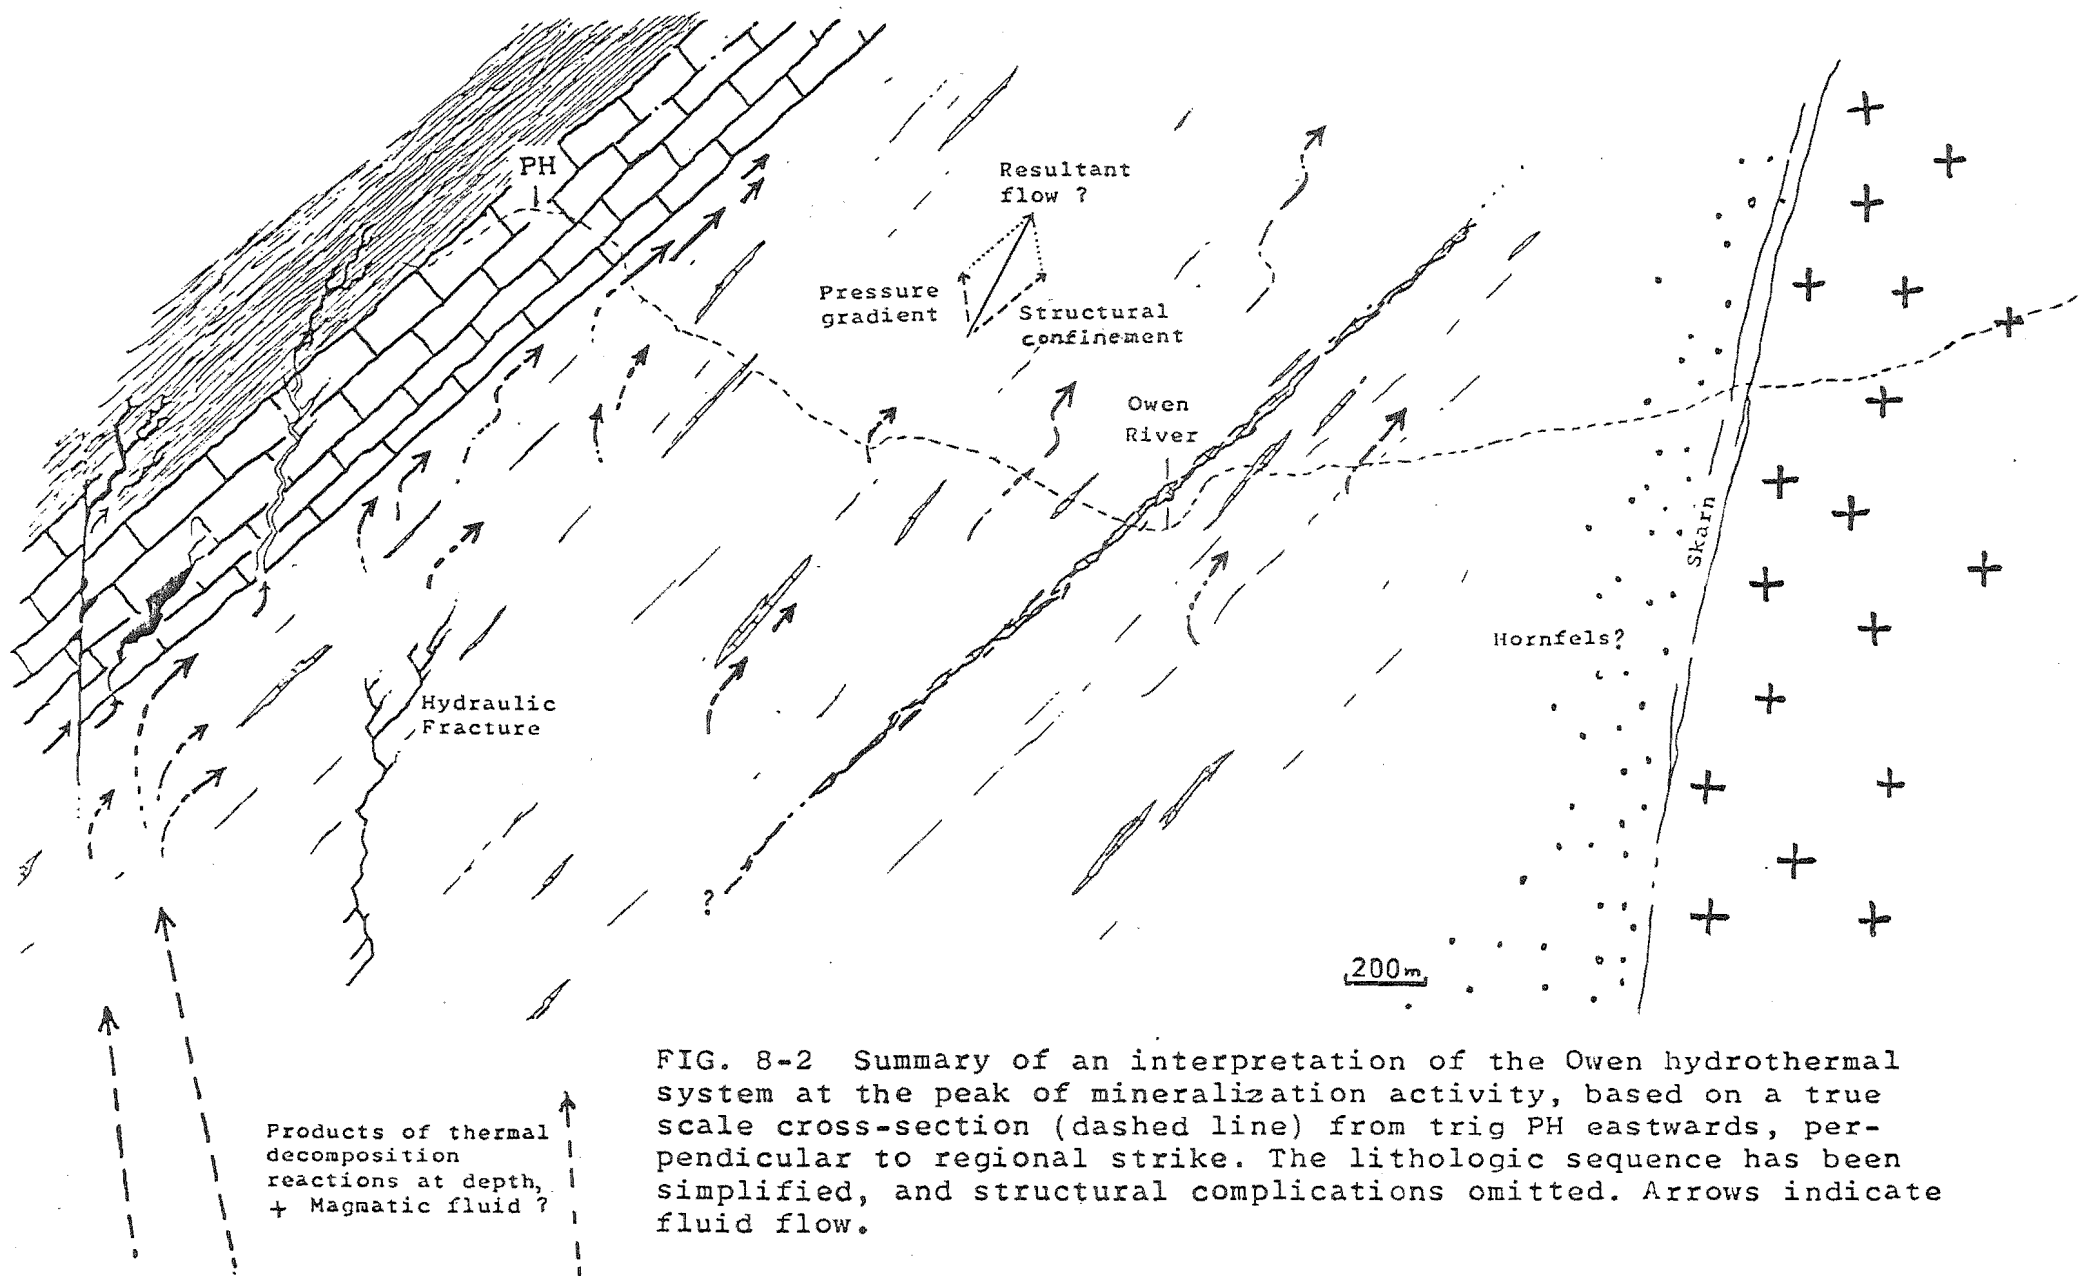 PH
Resultant
flow ?
Pressure
gradient
Structural
confinement
Owen
River
Skarn
Hornfels?
Hydraulic
Fracture
?
200m
Products of thermal
decomposition
reactions at depth,
+ Magmatic fluid ?
FIG. 8-2 Summary of an interpretation of the Owen hydrothermal
system at the peak of mineralization activity, based on a true
scale cross-section (dashed line) from trig PH eastwards, per-
pendicular to regional strike. The lithologic sequence has been
simplified, and structural complications omitted. Arrows indicate
fluid flow.